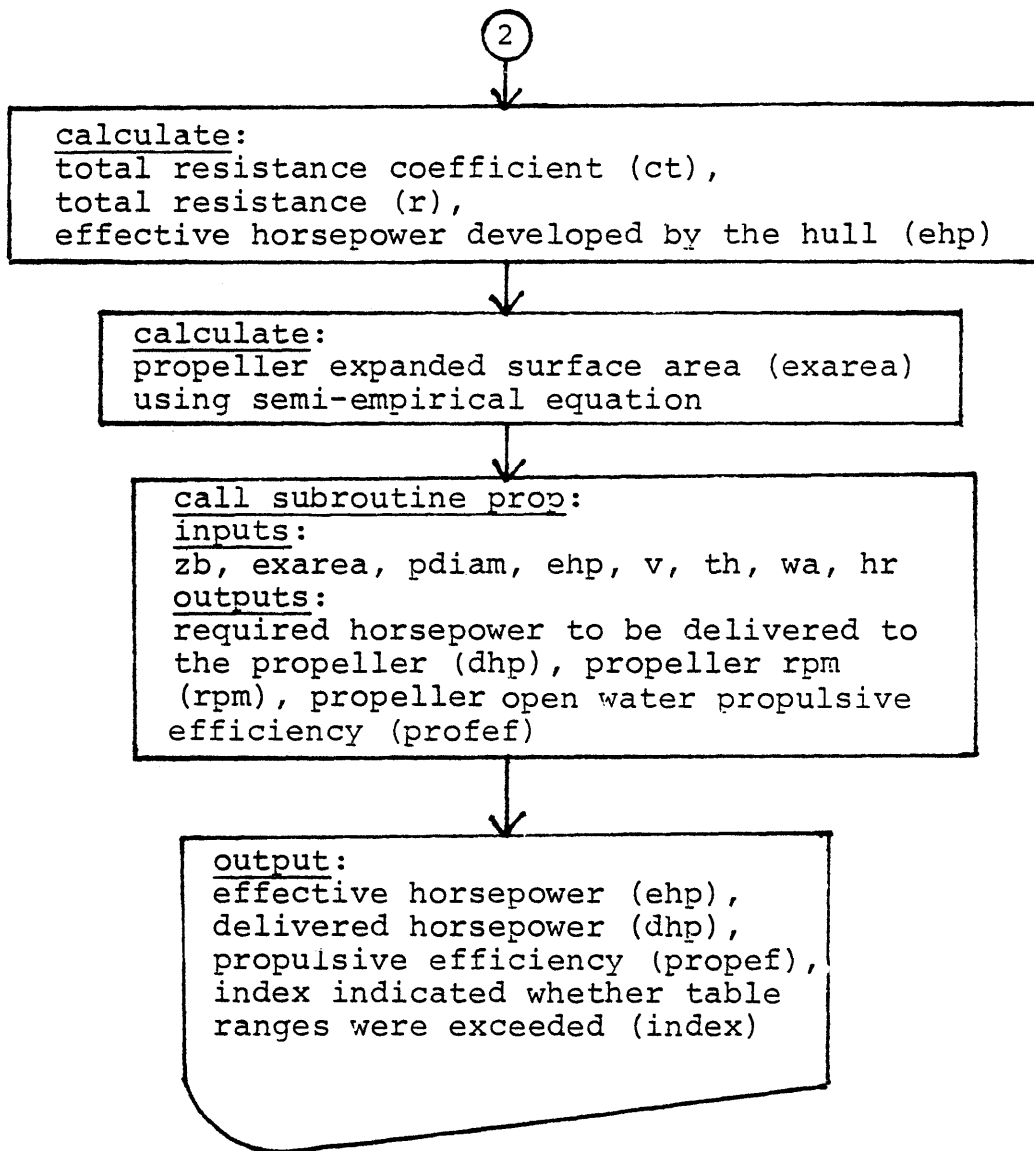 2
calculate:
total resistance coefficient (ct),
total resistance (r),
effective horsepower developed by the hull (ehp)
calculate:
propeller expanded surface area (exarea)
using semi-empirical equation
call subroutine prop:
inputs:
zb, exarea, pdiam, ehp, v, th, wa, hr
outputs:
required horsepower to be delivered to
the propeller (dhp), propeller rpm
(rpm), propeller open water propulsive
efficiency (profef)
output:
effective horsepower (ehp),
delivered horsepower (dhp),
propulsive efficiency (propef),
index indicated whether table
ranges were exceeded (index)